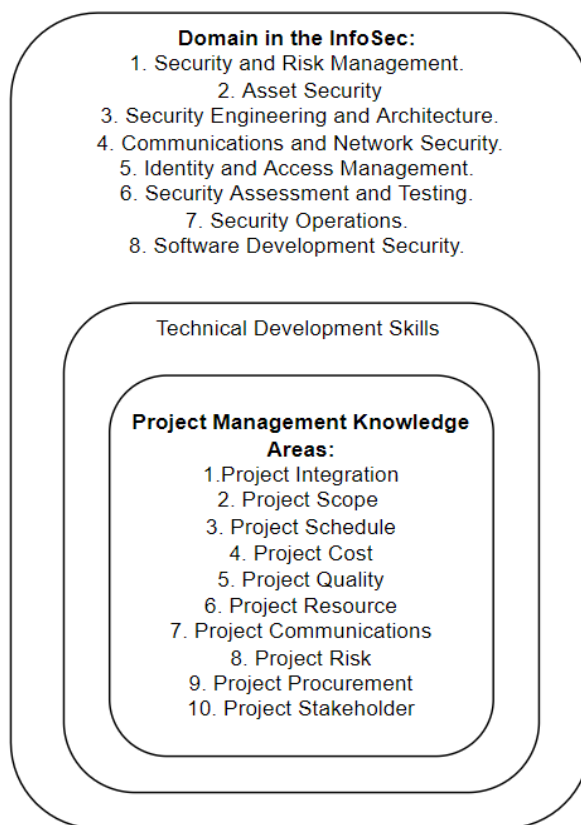 Domain in the InfoSec:
1. Security and Risk Management.
2. Asset Security
3. Security Engineering and Architecture.
4. Communications and Network Security.
5. Identity and Access Management.
6. Security Assessment and Testing.
7. Security Operations.
8. Software Development Security.
Technical Development Skills
Project Management Knowledge
Areas:
1.Project Integration
2. Project Scope
3. Project Schedule
4. Project Cost
5. Project Quality
6. Project Resource
7. Project Communications
8. Project Risk
9. Project Procurement
10. Project Stakeholder